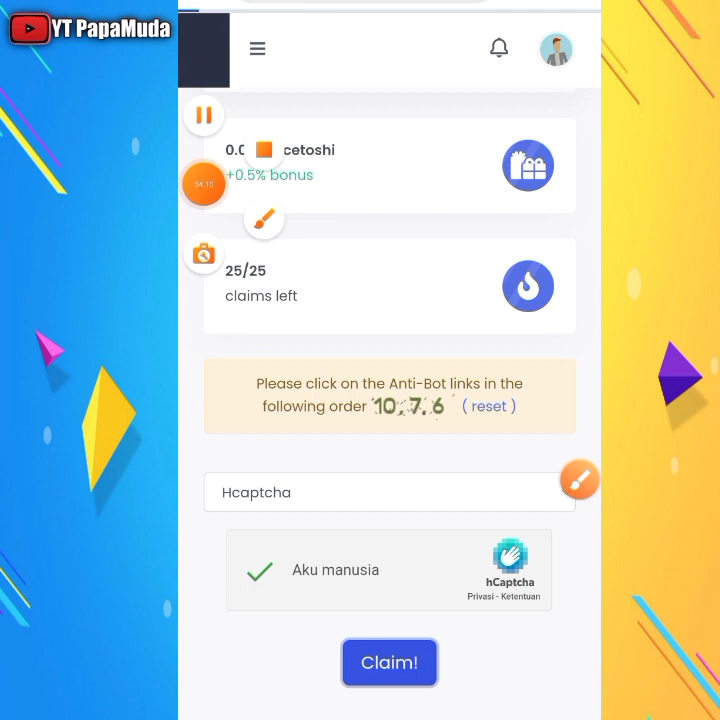 YT PapaMuda
cetoshi
04:10
+0.5% bonus
25/25
claims left
Please click on the Anti-Bot links in the
following order 10, 7, 6 ( reset )
Hcaptcha
Aku manusia
hCaptcha
Privasi - Ketentuan
Claim!